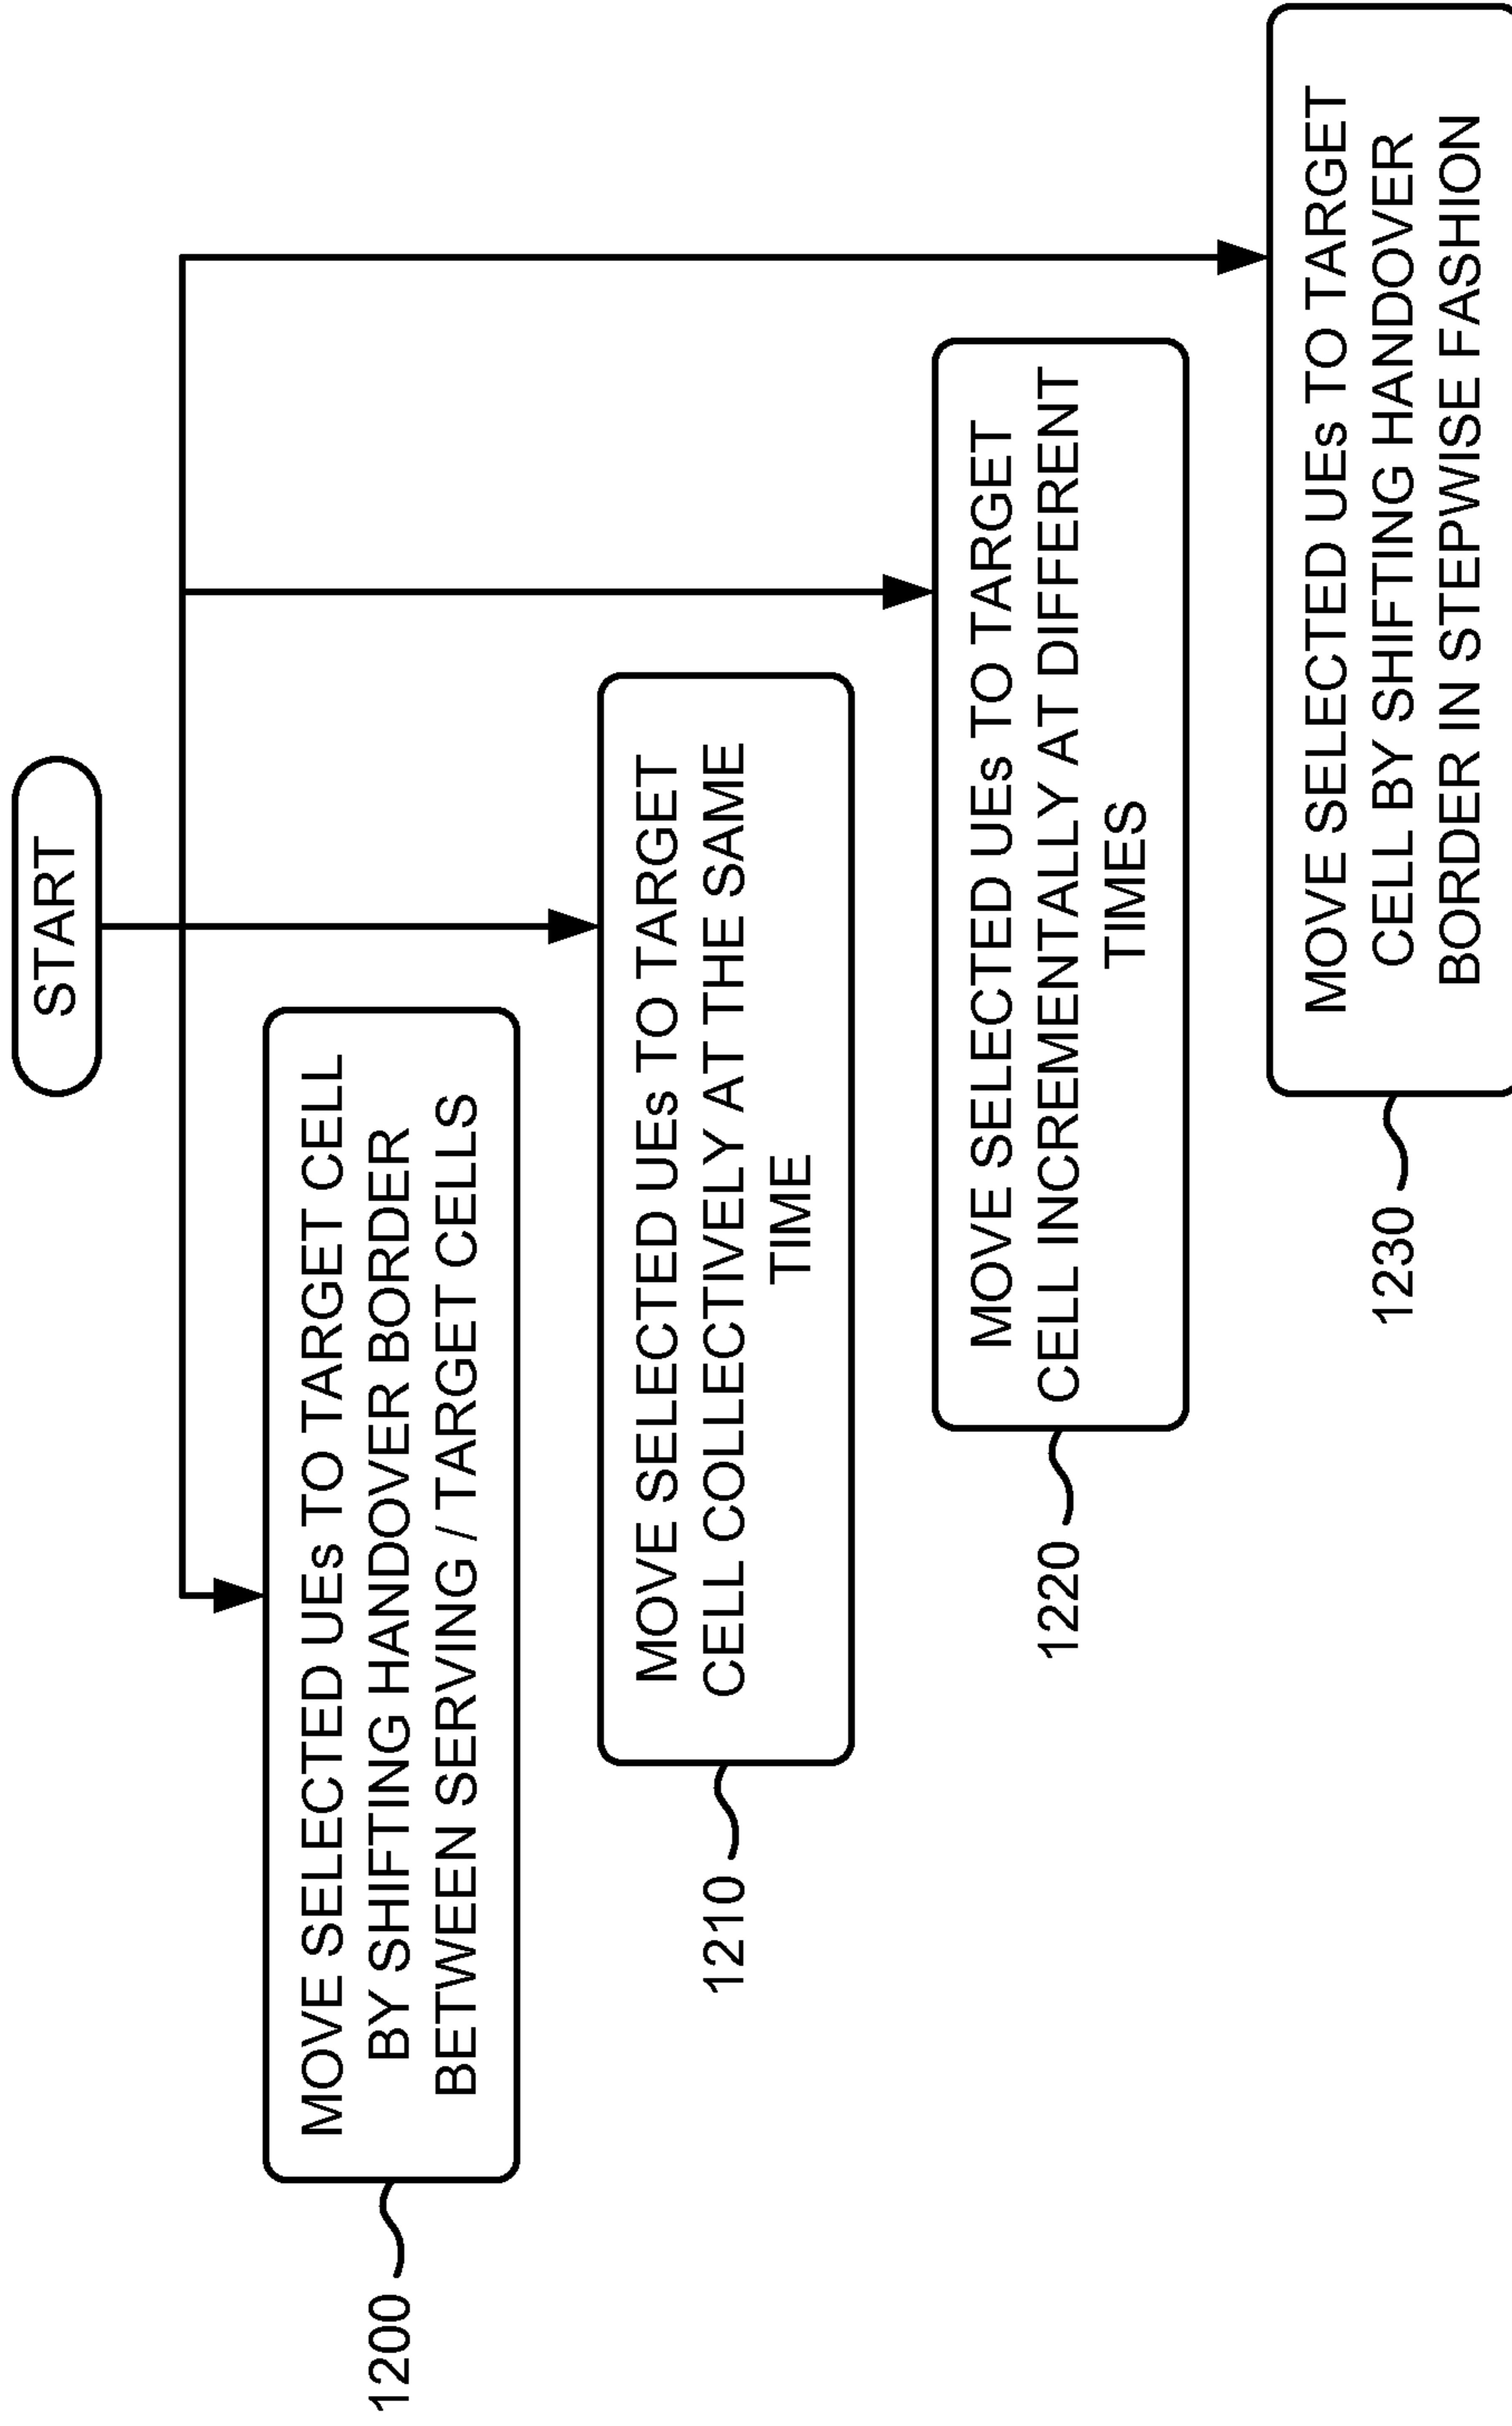 START
MOVE SELECTED UEs TO TARGET CELL
BY SHIFTING HANDOVER BORDER
BETWEEN SERVING / TARGET CELLS
1200
MOVE SELECTED UEs TO TARGET
CELL COLLECTIVELY AT THE SAME
TIME
1210
MOVE SELECTED UEs TO TARGET
CELL INCREMENTALLY AT DIFFERENT
TIMES
1220
MOVE SELECTED UEs TO TARGET
CELL BY SHIFTING HANDOVER
BORDER IN STEPWISE FASHION
1230